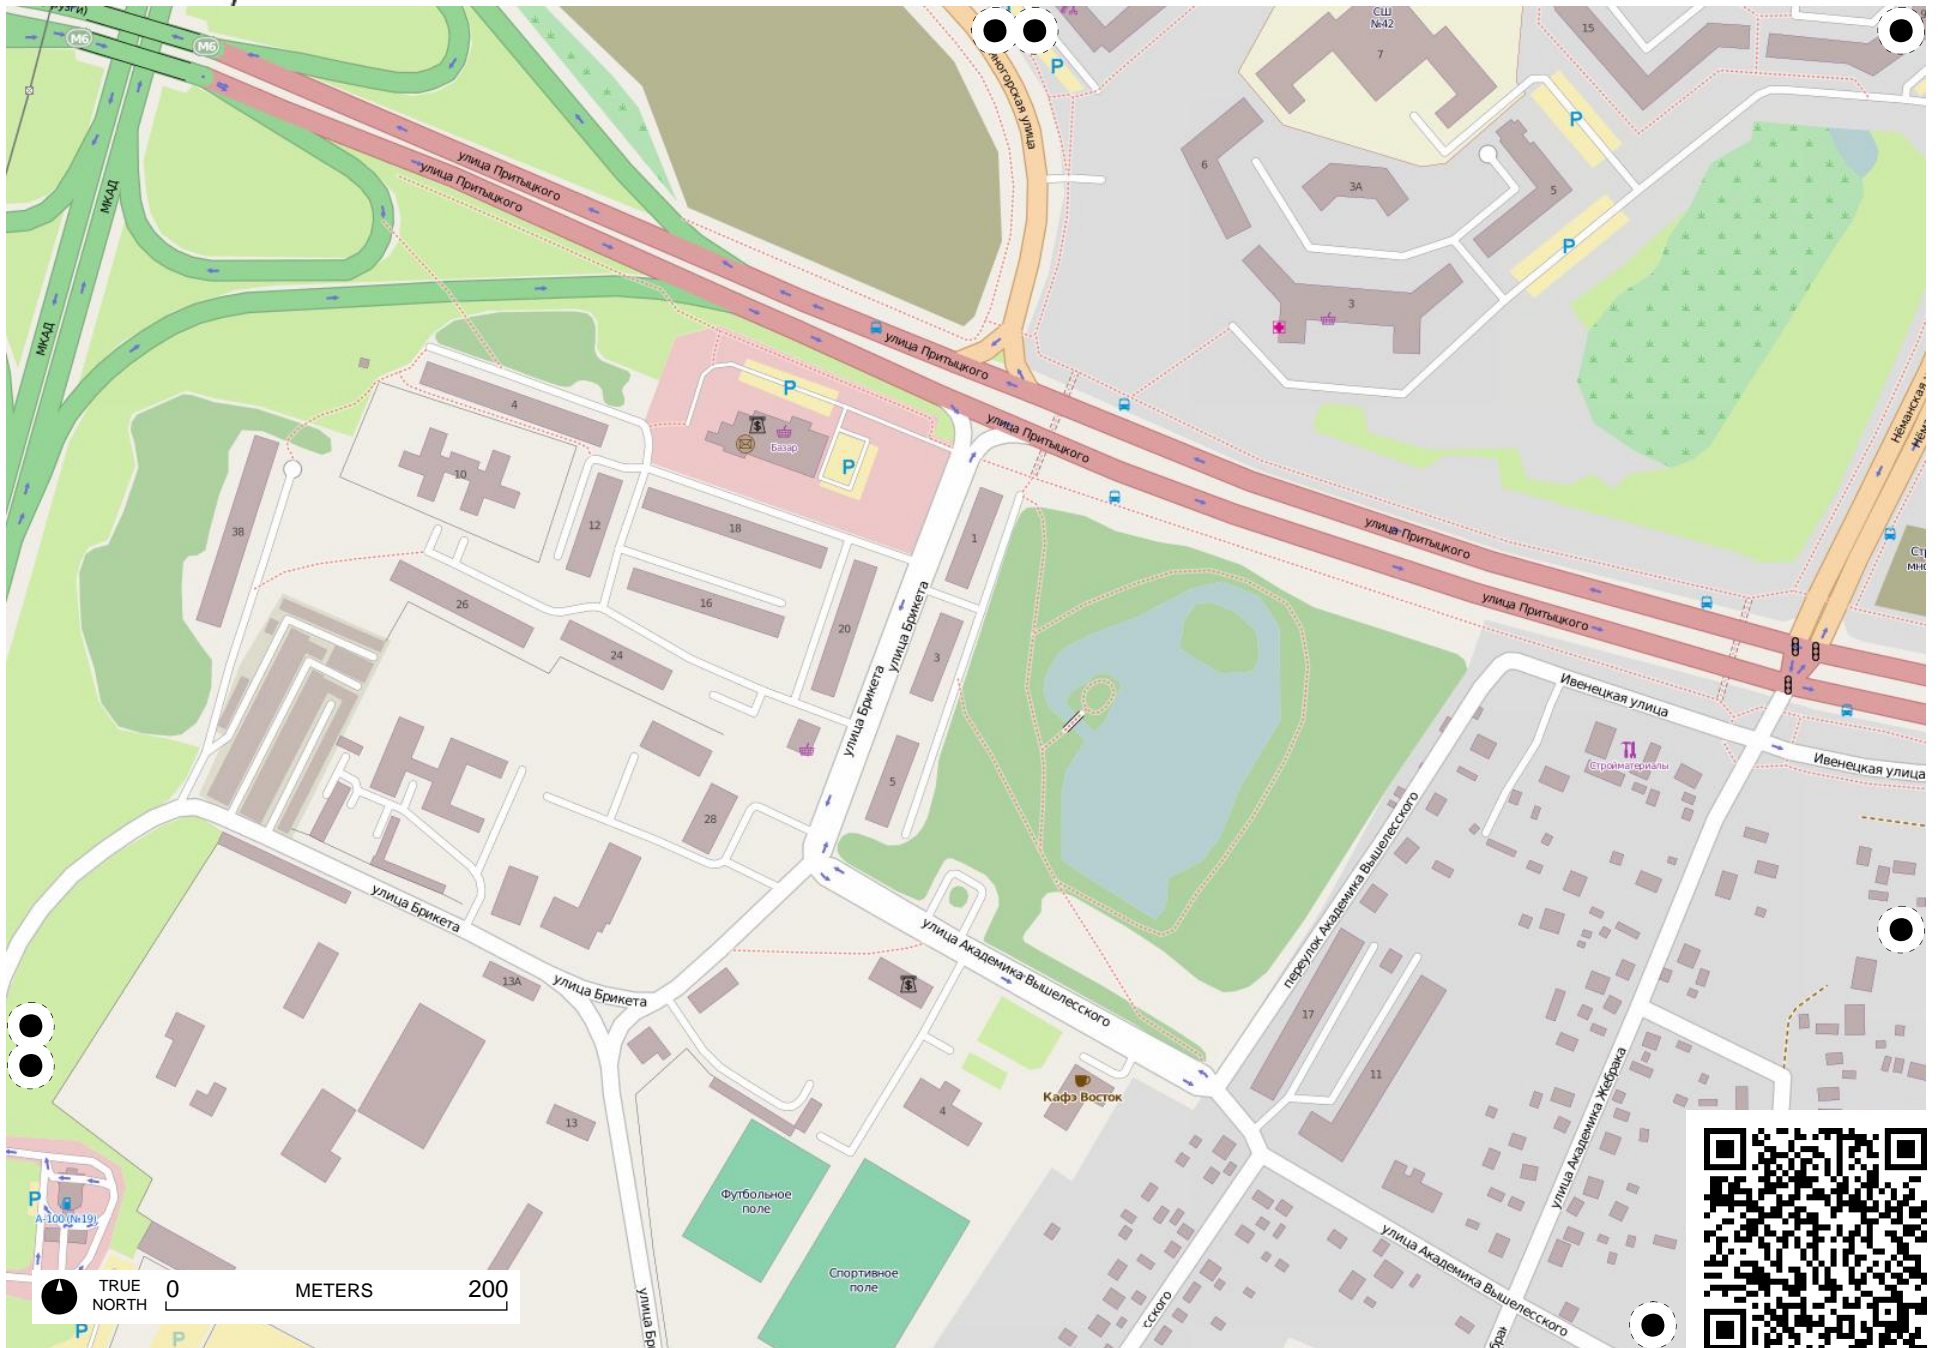 М6
М6
СШ
№42
7
15
6
3А
5
3
P
P
P
МКАД
улица Притыцкого
улица Притыцкого
МКАД
улица Притыцкого
улица Притыцкого
улица Притыцкого
улица Притыцкого
4
P
$
Базар
P
10
38
12
18
1
16
26
24
20
3
5
28
улица Брикета
улица Брикета
Ивенецкая улица
Стройматериалы
Ивенецкая улица
переулок Академика Вышелесского
улица Брикета
13А
улица Брикета
$
улица Академика Вышелесского
17
11
13
4
Кафэ Восток
улица Академика Жебрака
P
А-100 (№19)
Футбольное
поле
Спортивное
поле
улица Академика Вышелесского
TRUE
NORTH
0
METERS
200
P
P